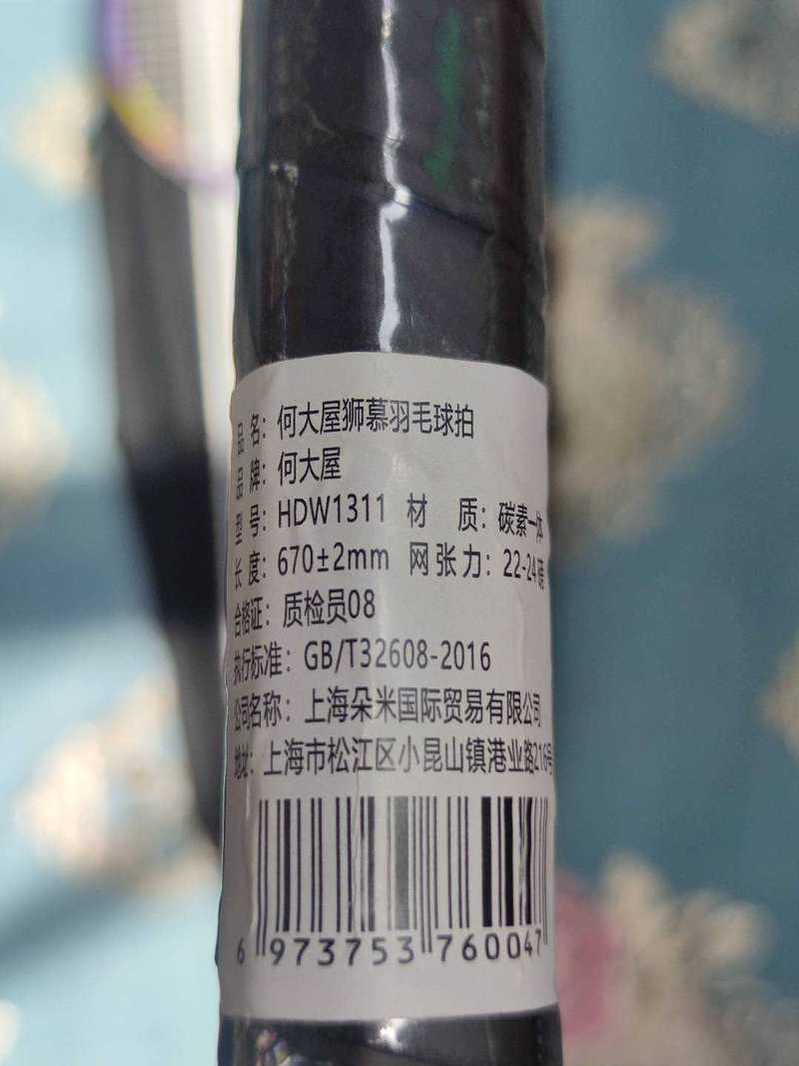 品名：何大屋狮慕羽毛球拍
品牌：何大屋
型号：HDW1311 材 质：碳素一体
长度：670±2mm 网张力：22-24磅
合格证：质检员08
执行标准：GB/T32608-2016
公司名称：上海朵米国际贸易有限公司
地址：上海市松江区小昆山镇港业路216号
6 973753 760047